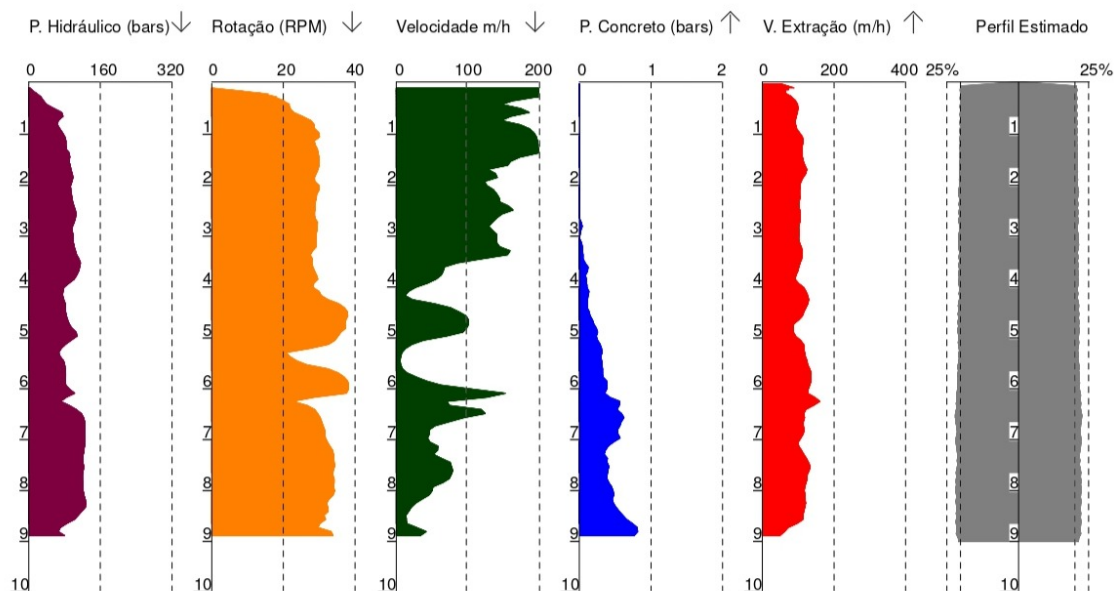 P. Hidráulico (bars) Rotação (RPM) Velocidade m/h P. Concreto (bars) V. Extração (m/h) Perfil Estimado
0 160 320 0 20 40 0 100 200 0 1 2 0 200 400 25% 25%
1 1 1 1 1 1
2 2 2 2 2 2
3 3 3 3 3 3
4 4 4 4 4 4
5 5 5 5 5 5
6 6 6 6 6 6
7 7 7 7 7 7
8 8 8 8 8 8
9 9 9 9 9 9
10 10 10 10 10 10